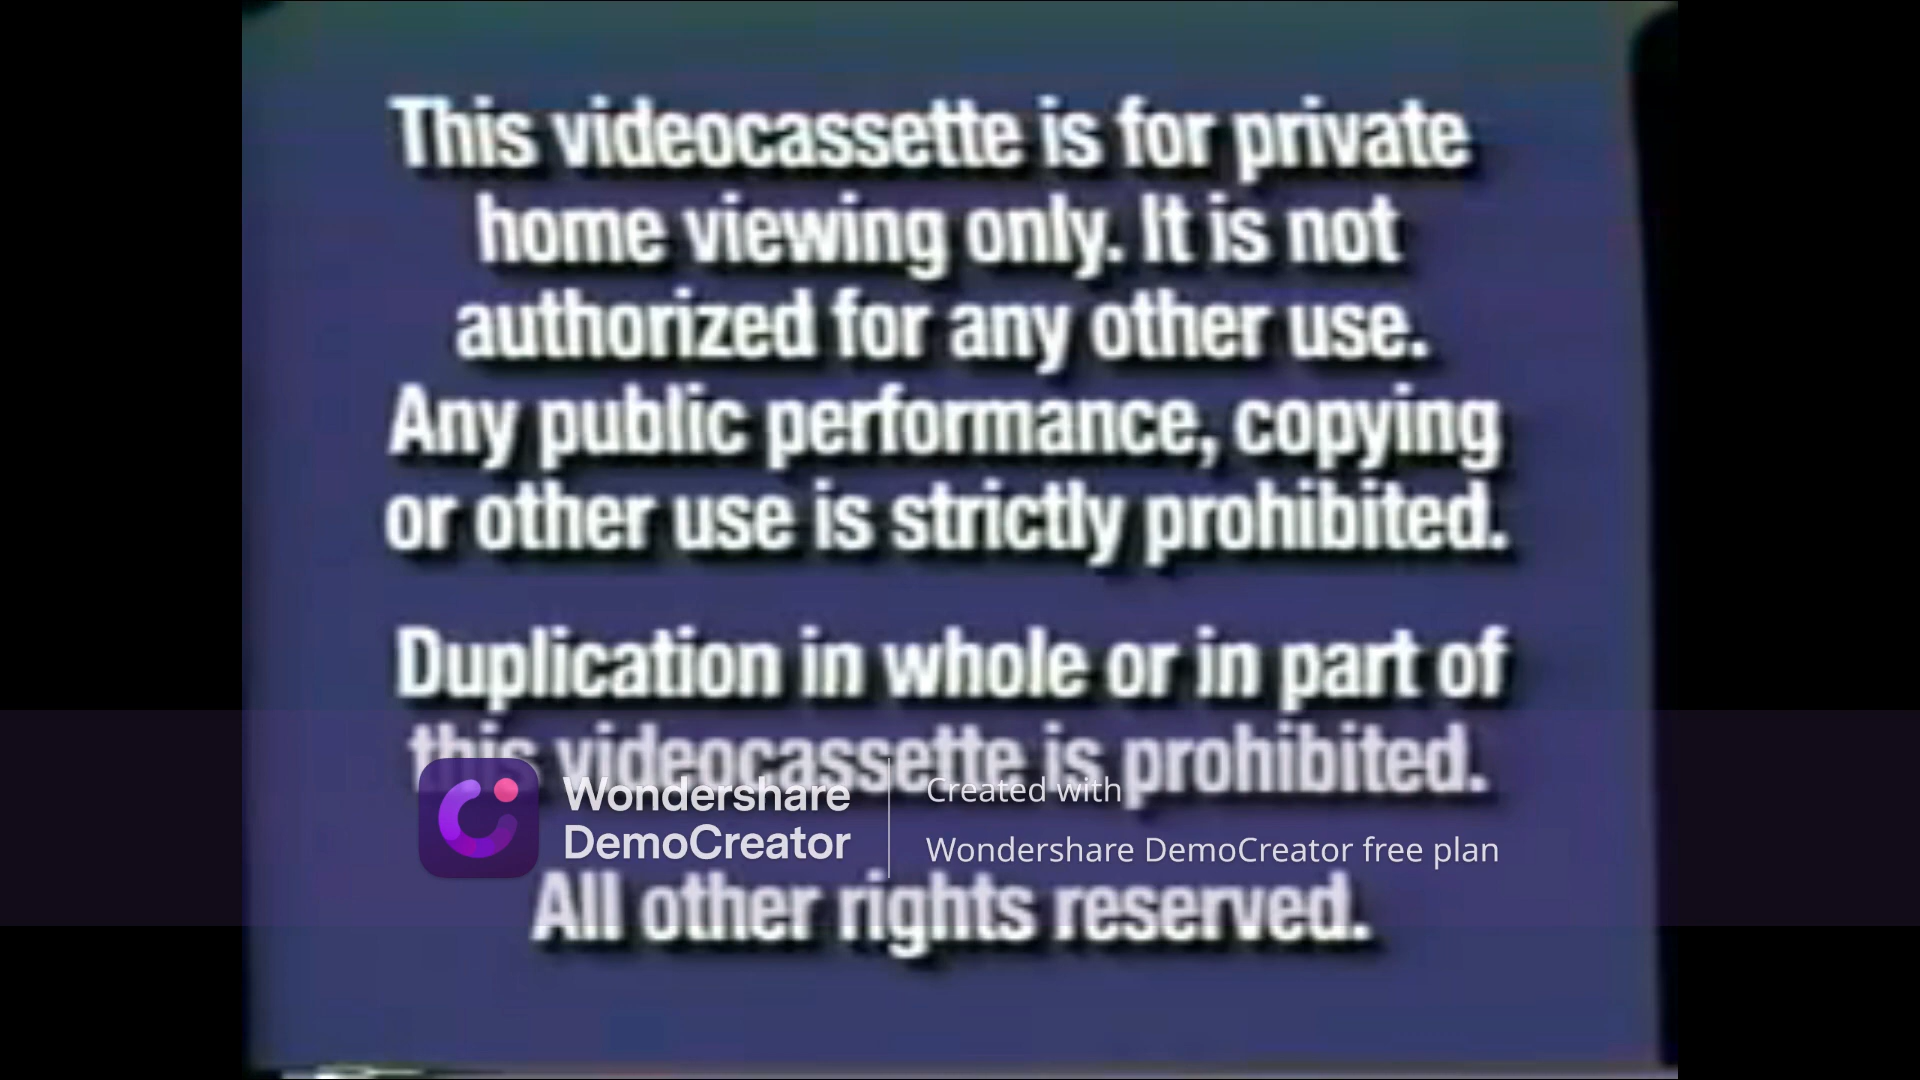 This videocassette is for private
home viewing only. It is not
authorized for any other use.
Any public performance, copying
or other use is strictly prohibited.
Duplication in whole or in part of
this videocassette is prohibited.
Wondershare
DemoCreator
Created with
Wondershare DemoCreator free plan
All other rights reserved.